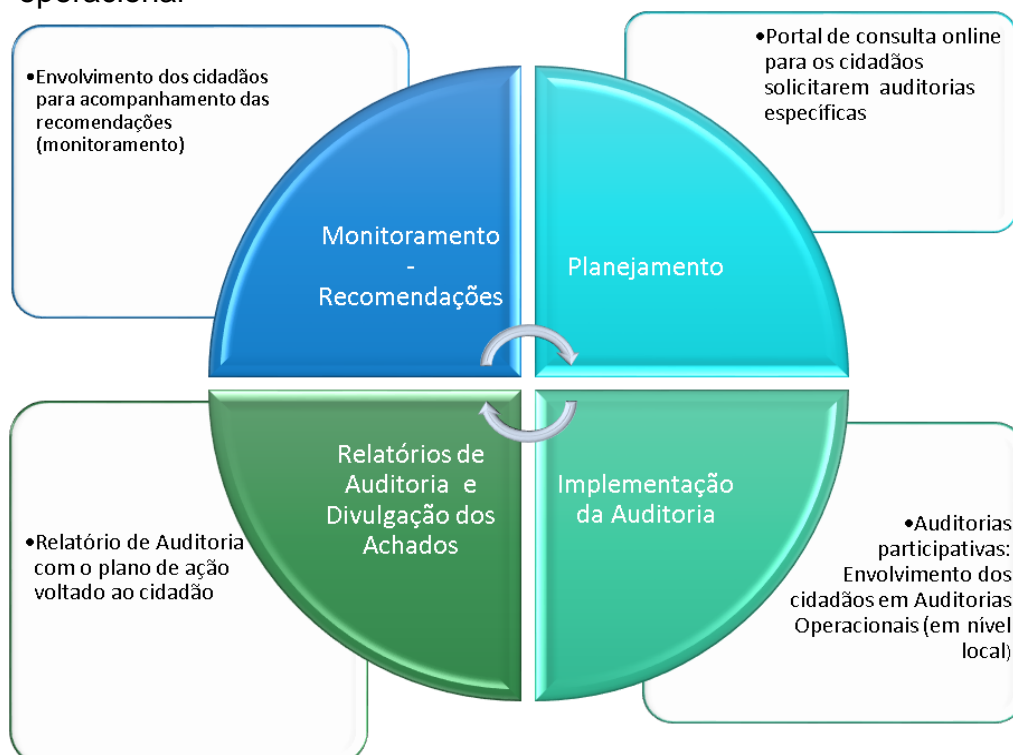 operacional
•Envolvimento dos cidadãos
para acompanhamento das
recomendações
(monitoramento)
•Portal de consulta online
para os cidadãos
solicitarem auditorias
específicas
Monitoramento
-
Recomendações
Planejamento
Relatórios de
Auditoria e
Divulgação dos
Achados
Implementação
da Auditoria
•Relatório de Auditoria
com o plano de ação
voltado ao cidadão
•Auditorias
participativas:
Envolvimento dos
cidadãos em Auditorias
Operacionais (em nível
local)